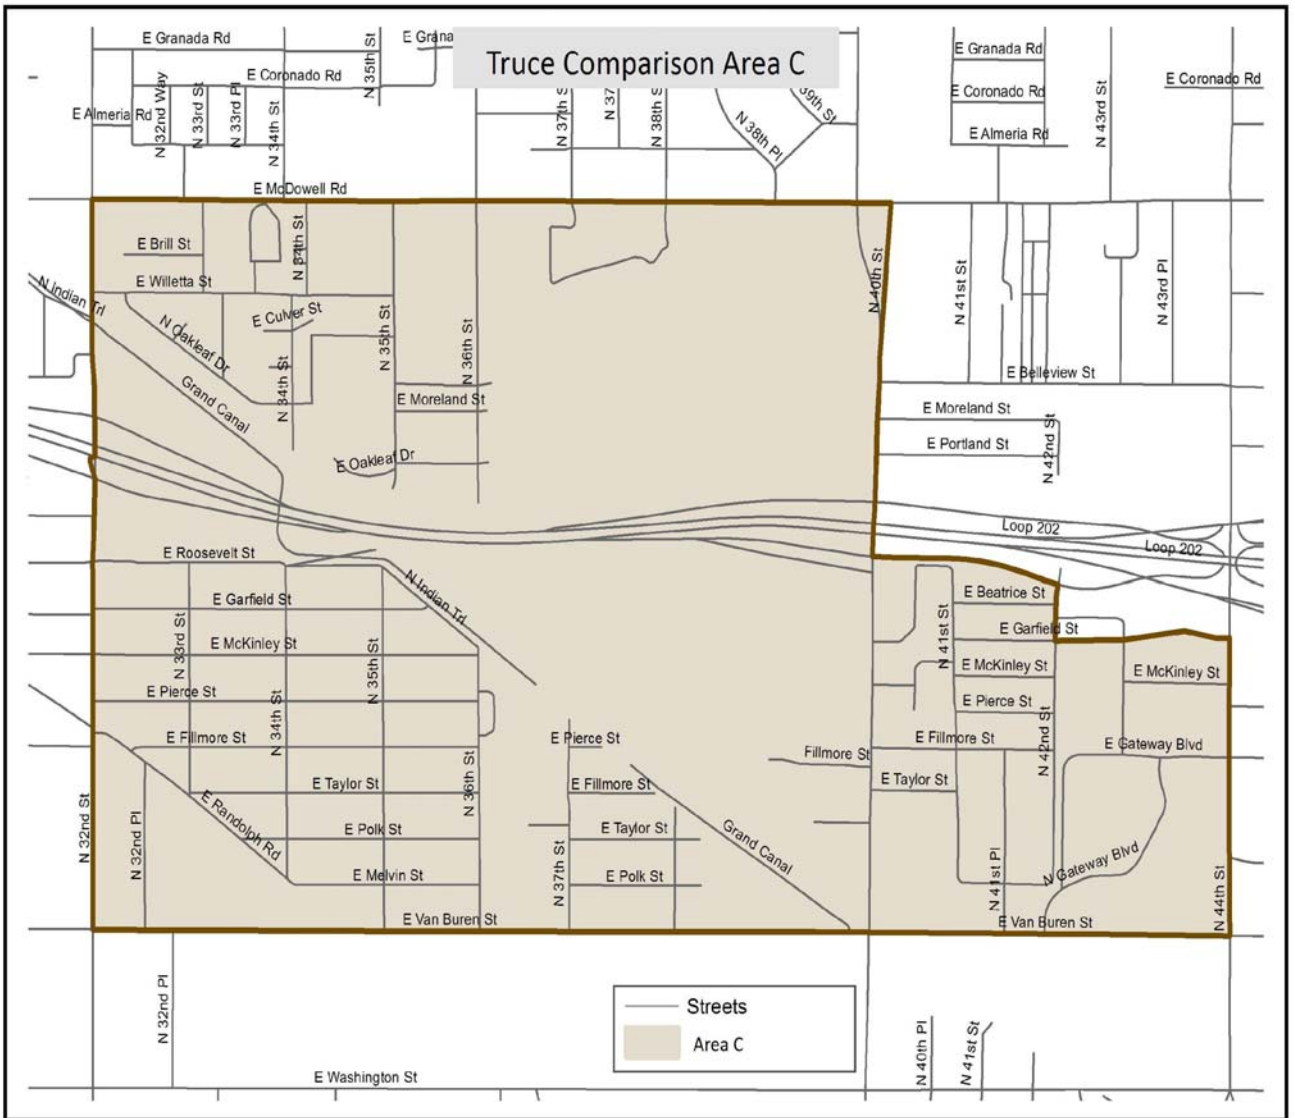 Truce Comparison Area C
E Granada Rd
E Grana
E Granada Rd
N 35th St
E Coronado Rd
E Coronado Rd
E Coronado Rd
E Almeria Rd
N 32nd Way
N 33rd St
N 33rd Pl
N 34th St
N 37th S
N 37
N 38th S
N 38th Pl
39th St
E Almeria Rd
N 43rd St
E McDowell Rd
E Brill St
N 34th St
E Willetta St
N Indian Trl
E Culver St
N Oakleaf Dr
N 35th St
N 36th St
N 40th St
N 41st St
N 43rd Pl
E Belleview St
Grand Canal
N 34th St
E Moreland St
E Moreland St
E Portland St
N 42nd St
E Oakleaf Dr
Loop 202
Loop 202
E Roosevelt St
N Indian Trl
E Garfield St
E Beatrice St
N 33rd St
E McKinley St
N 35th St
N 41st St
E Garfield St
E McKinley St
E McKinley St
E Pierce St
N 34th St
E Pierce St
E Fillmore St
E Pierce St
Fillmore St
E Fillmore St
N 42nd St
E Gateway Blvd
N 32nd St
N 32nd Pl
E Taylor St
N 36th St
E Fillmore St
E Taylor St
E Randolph Rd
E Polk St
E Taylor St
Grand Canal
E Melvin St
N 37th St
E Polk St
N 41st Pl
N Gateway Blvd
N 44th St
E Van Buren St
E Van Buren St
N 32nd Pl
Streets
Area C
N 40th Pl
N 41st St
E Washington St